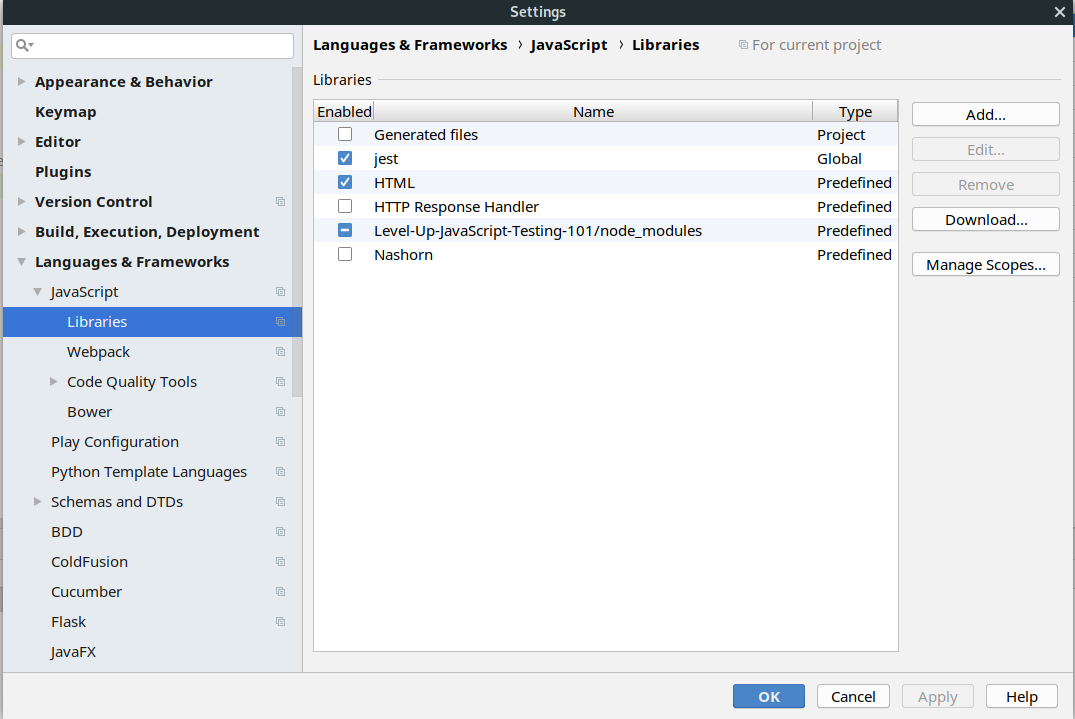 Settings
Languages & Frameworks › JavaScript › Libraries For current project
Appearance & Behavior
Keymap
Editor
Plugins
Version Control
Build, Execution, Deployment
Languages & Frameworks
JavaScript
Libraries
Webpack
Code Quality Tools
Bower
Play Configuration
Python Template Languages
Schemas and DTDs
BDD
ColdFusion
Cucumber
Flask
JavaFX
Libraries
Enabled Name Type
Generated files Project
jest Global
HTML Predefined
HTTP Response Handler Predefined
Level-Up-JavaScript-Testing-101/node_modules Predefined
Nashorn Predefined
Add...
Edit...
Remove
Download...
Manage Scopes...
OK Cancel Apply Help